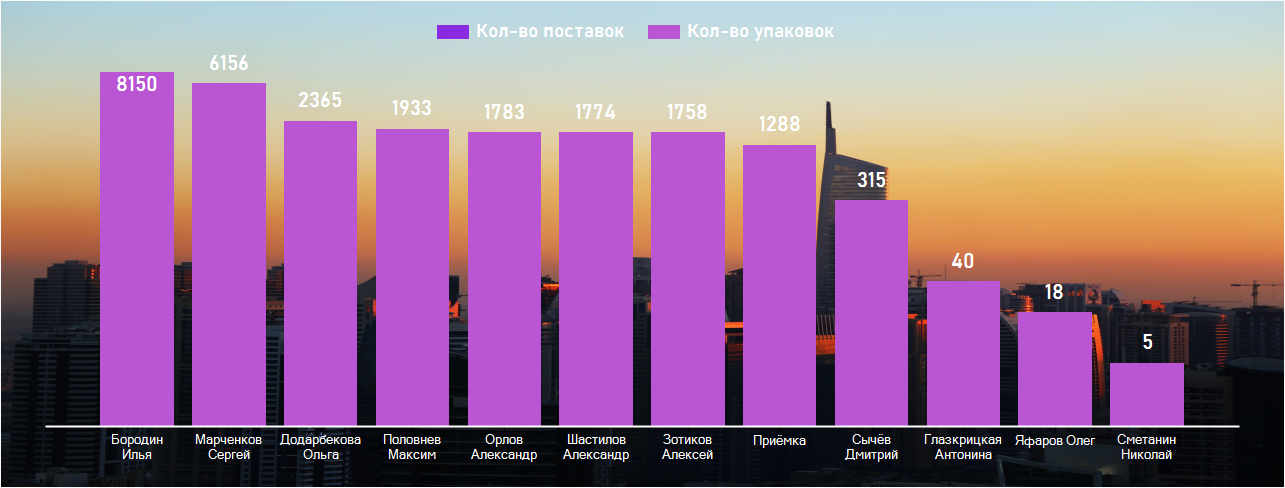 Кол-во поставок
Кол-во упаковок
8150
6156
2365
1933
1783
1774
1758
1288
315
40
18
5
Бородин
Илья
Марченков
Сергей
Додарбекова
Ольга
Половнев
Максим
Орлов
Александр
Шастилов
Александр
Зотиков
Алексей
Приёмка
Сычёв
Дмитрий
Глазкрицкая
Антонина
Яфаров Олег
Сметанин
Николай